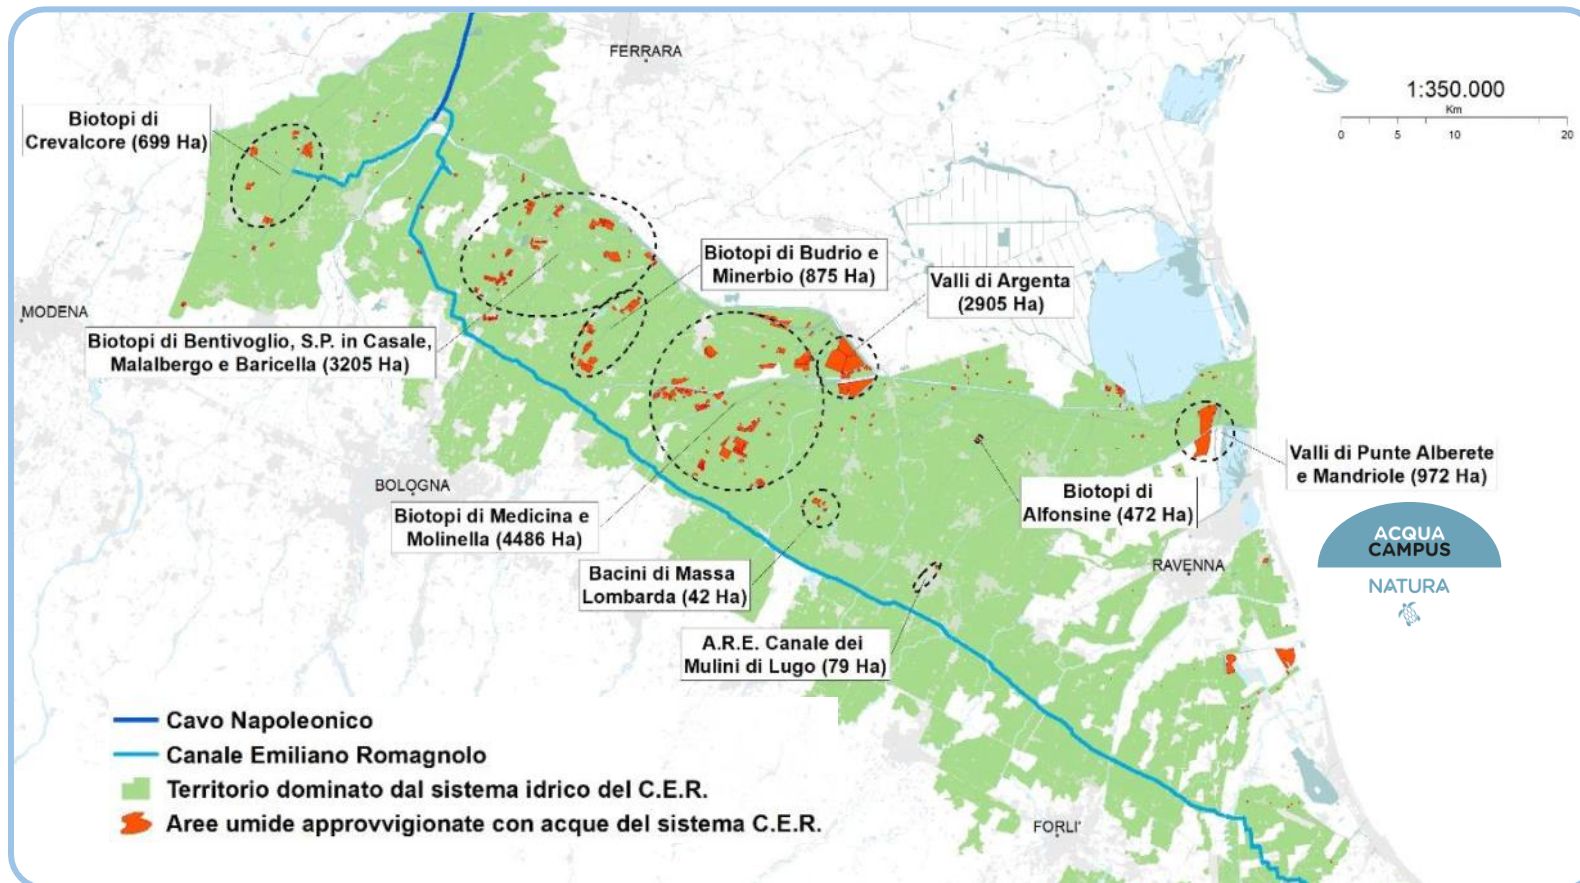 FERRARA
1:350.000
Km
0 5 10 20
Biotopi di
Crevalcore (699 Ha)
Biotopi di Budrio e
Minerbio (875 Ha)
Valli di Argenta
(2905 Ha)
MODENA
Biotopi di Bentivoglio, S.P. in Casale,
Malalbergo e Baricella (3205 Ha)
Valli di Punte Alberete
e Mandriole (972 Ha)
BOLOGNA
Biotopi di
Alfonsine (472 Ha)
Biotopi di Medicina e
Molinella (4486 Ha)
ACQUA
CAMPUS
NATURA
RAVENNA
Bacini di Massa
Lombarda (42 Ha)
A.R.E. Canale dei
Mulini di Lugo (79 Ha)
Cavo Napoleonico
Canale Emiliano Romagnolo
Territorio dominato dal sistema idrico del C.E.R.
Aree umide approvvigionate con acque del sistema C.E.R.
FORLI'